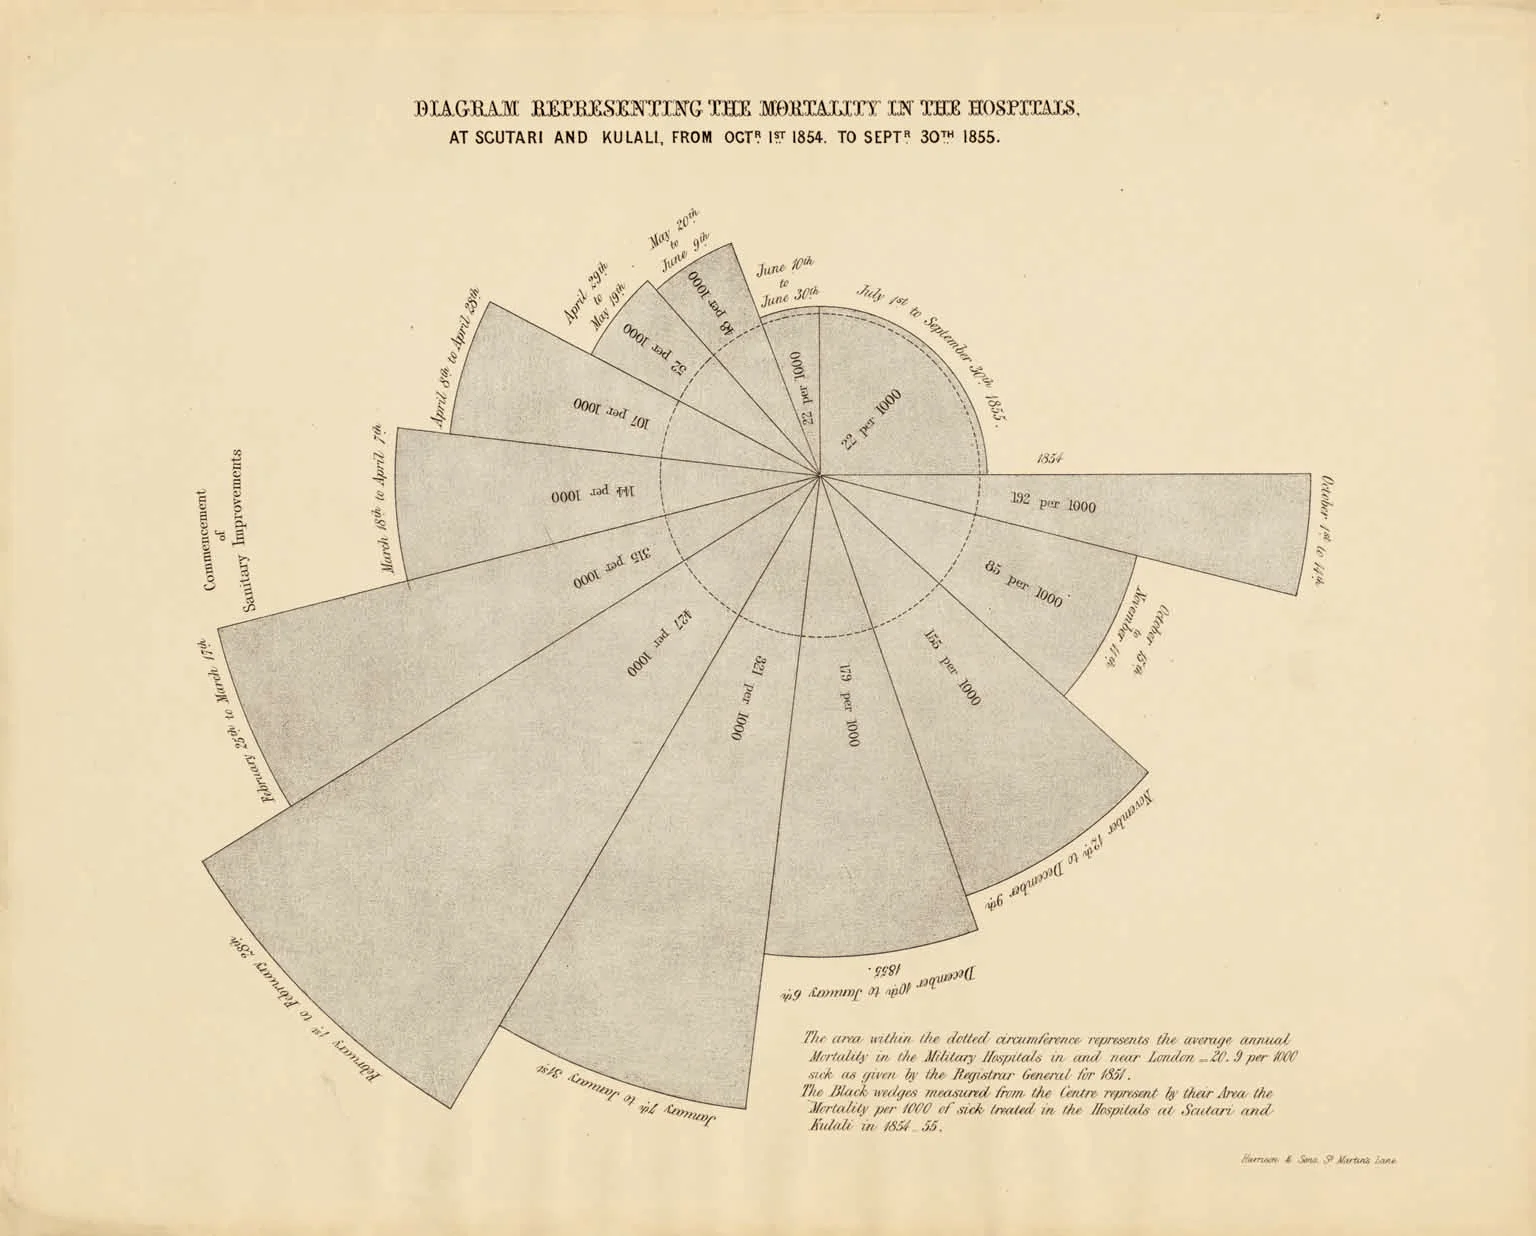 DIAGRAM REPRESENTING THE MORTALITY IN THE HOSPITALS,
AT SCUTARI AND KULALI, FROM OCTR 1ST 1854. TO SEPTR 30TH 1855.
May 20th
to
June 9th
48 per 1000
June 10th
to
June 30th
22 per 1000
July 1st to September 30th 1855.
22 per 1000
April 29th
to
May 19th
52 per 1000
April 8th to April 28th
107 per 1000
March 18th to April 7th
144 per 1000
Commencement
of
Sanitary Improvements
1854
October 1st to 14th
192 per 1000
October 15th
to
November 11th
85 per 1000
November 12th to December 9th
155 per 1000
December 10th to January 6th
1855.
179 per 1000
January 7th to January 31st
321 per 1000
February 1st to February 28th
427 per 1000
February 25th to March 17th
315 per 1000
The area within the dotted circumference represents the average annual
Mortality in the Military Hospitals in and near London = 20. 9 per 1000
sick as given by the Registrar General for 1851.
The Black wedges measured from the Centre represent by their Area the
Mortality per 1000 of sick treated in the Hospitals at Scutari and
Kulali in 1854_55.
Harrison & Sons, St Martin's Lane